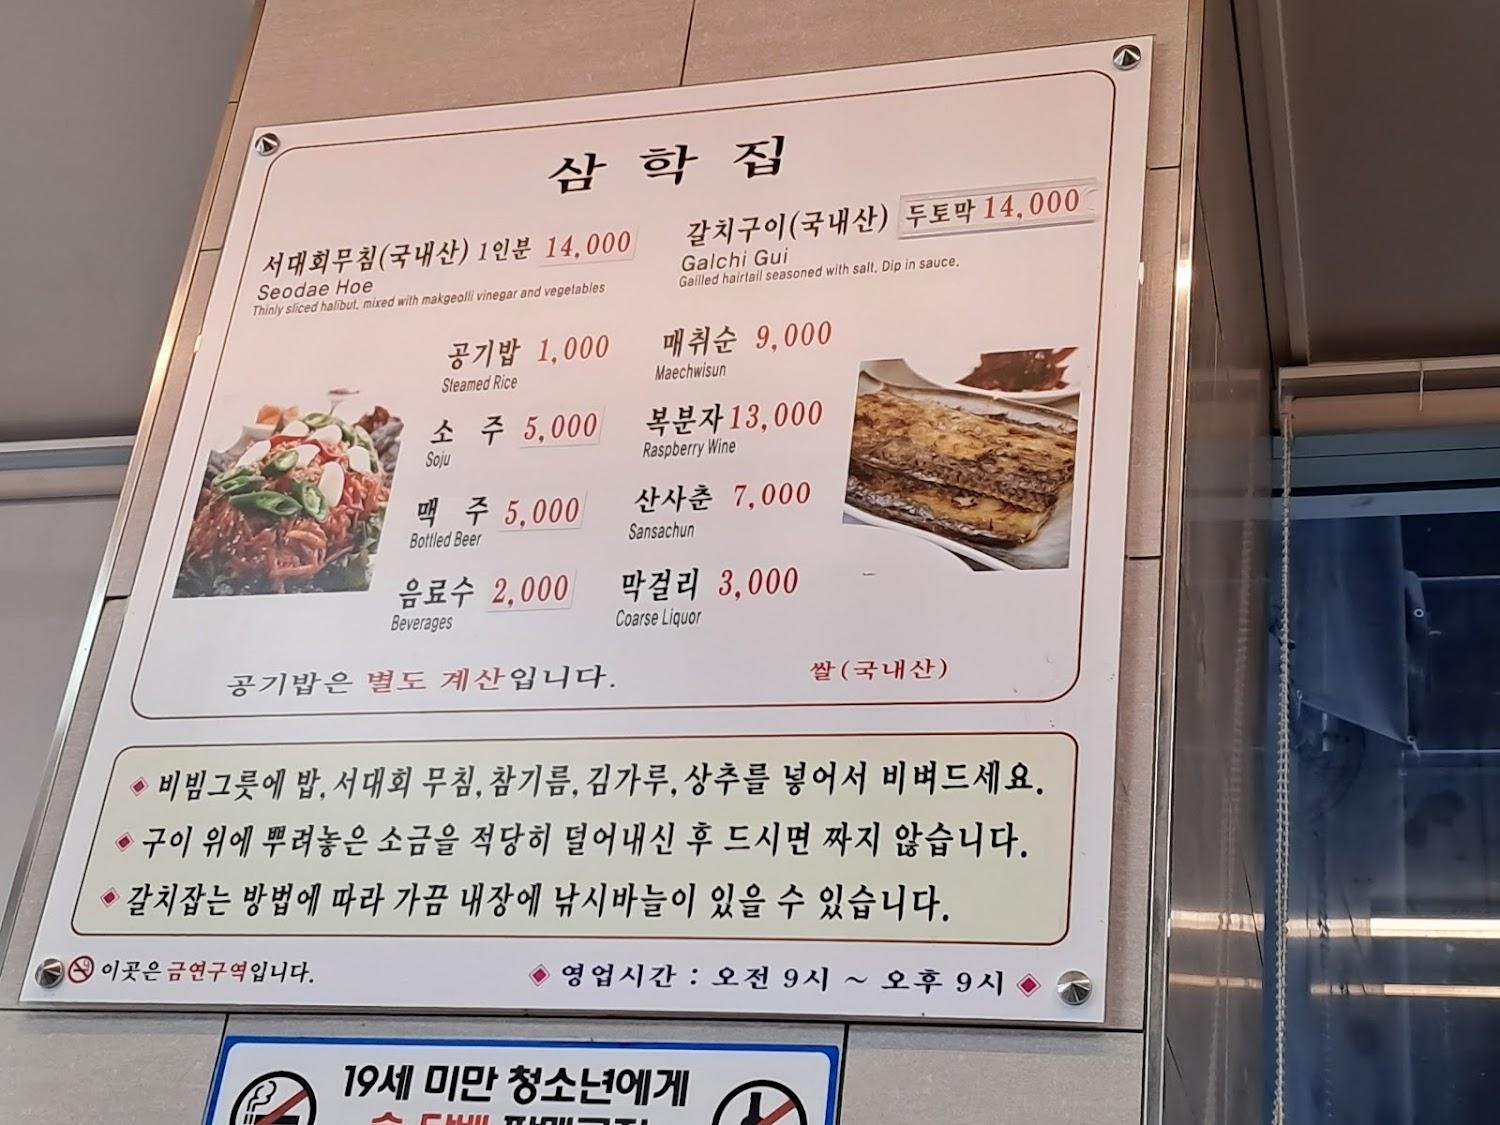 삼학집
서대회무침(국내산) 1인분 14,000
Seodae Hoe
Thinly sliced halibut, mixed with makgeolli vinegar and vegetables
갈치구이(국내산) 두토막 14,000
Galchi Gui
Gailled hairtail seasoned with salt. Dip in sauce.
공기밥 1,000
Steamed Rice
매취순 9,000
Maechwisun
소 주 5,000
Soju
복분자 13,000
Raspberry Wine
맥 주 5,000
Bottled Beer
산사춘 7,000
Sansachun
음료수 2,000
Beverages
막걸리 3,000
Coarse Liquor
공기밥은 별도 계산입니다.
쌀(국내산)
비빔그릇에 밥, 서대회 무침, 참기름, 김가루, 상추를 넣어서 비벼드세요.
구이 위에 뿌려놓은 소금을 적당히 덜어내신 후 드시면 짜지 않습니다.
갈치잡는 방법에 따라 가끔 내장에 낚시바늘이 있을 수 있습니다.
이곳은 금연구역입니다.
영업시간 : 오전 9시 ~ 오후 9시
19세 미만 청소년에게